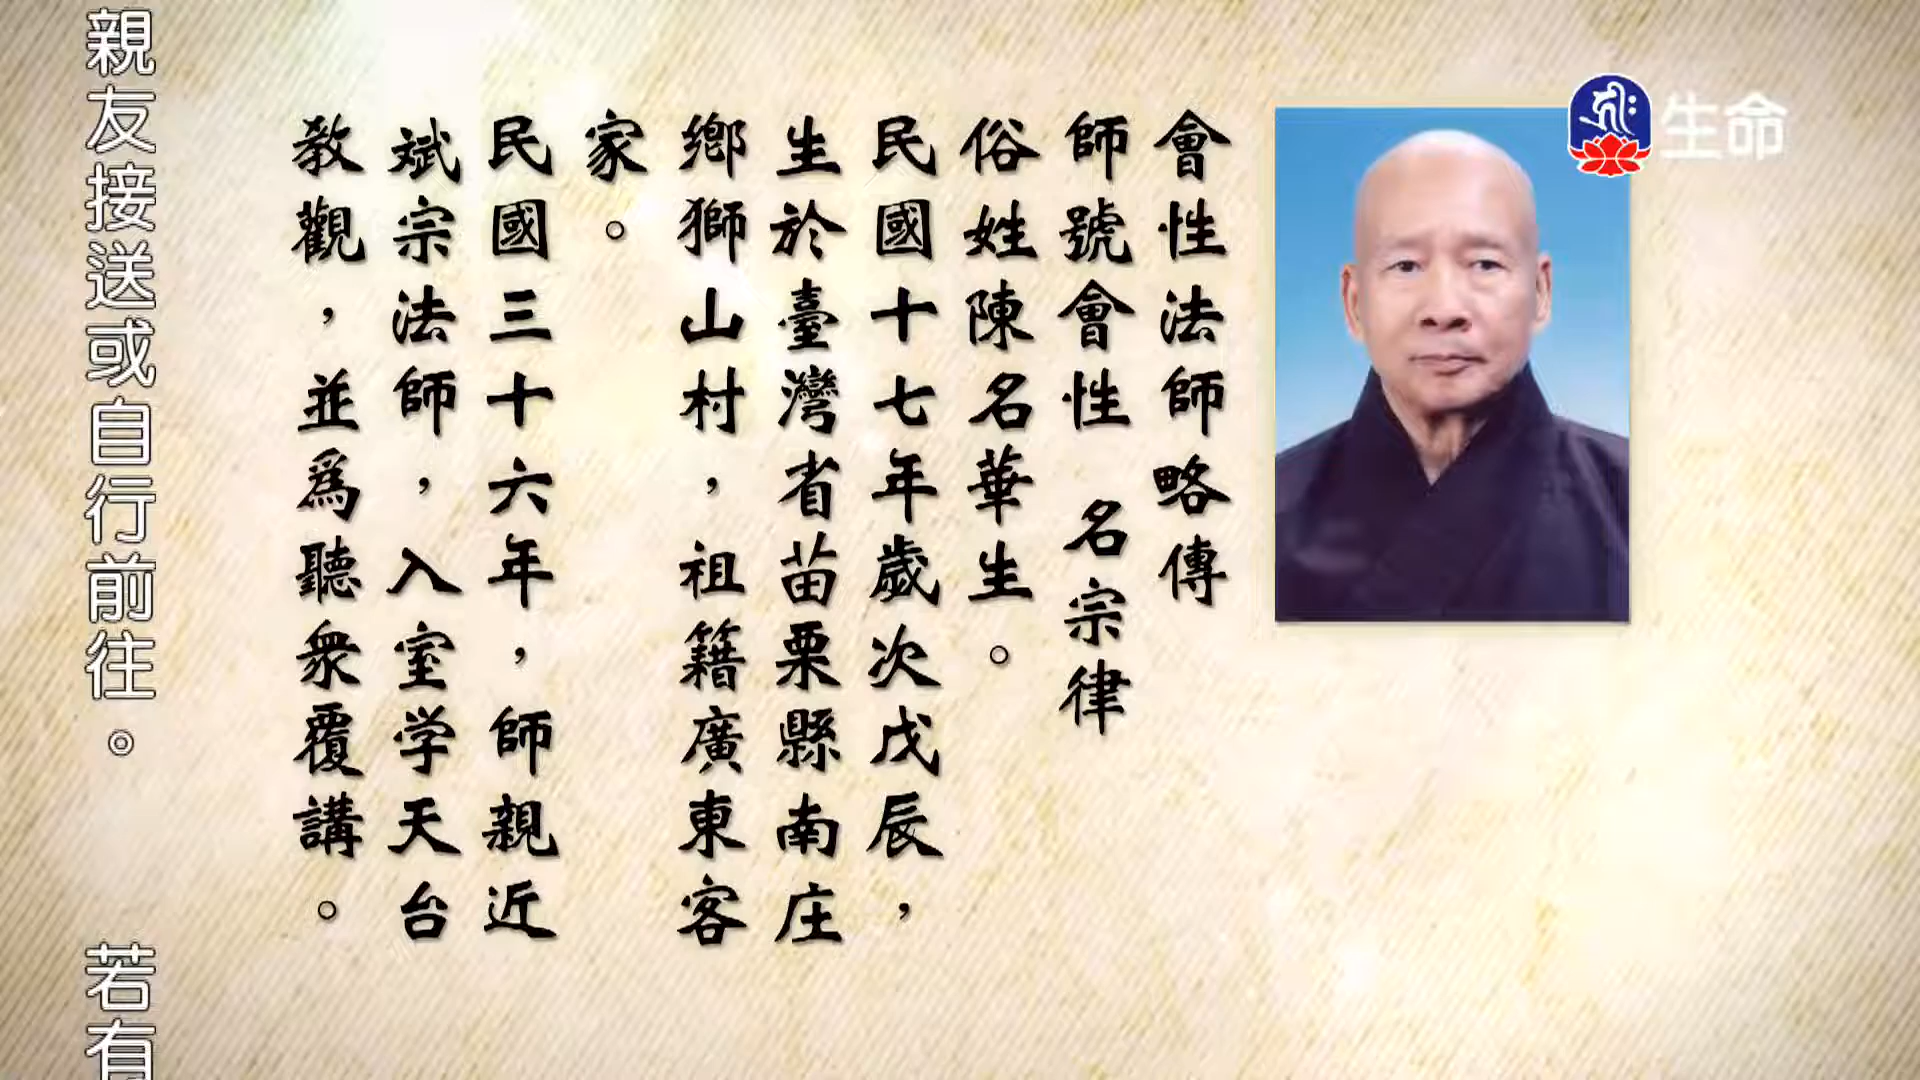 生命
會性法師略傳
師號會性 名宗律
俗姓陳名華生。
民國十七年歲次戊辰，
生於臺灣省苗栗縣南庄
鄉獅山村，祖籍廣東客
家。
民國三十六年，師親近
斌宗法師，入室学天台
教觀，並為聽衆覆講。
親友接送或自行前往。 若有